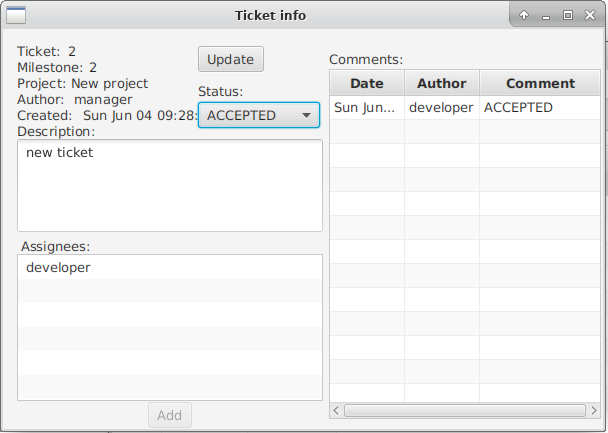 Ticket info
Ticket: 2
Milestone: 2
Project: New project
Author: manager
Created: Sun Jun 04 09:28:
Description:
new ticket
Assignees:
developer
Add
Update
Status:
ACCEPTED
Comments:
Date Author Comment
Sun Jun... developer ACCEPTED